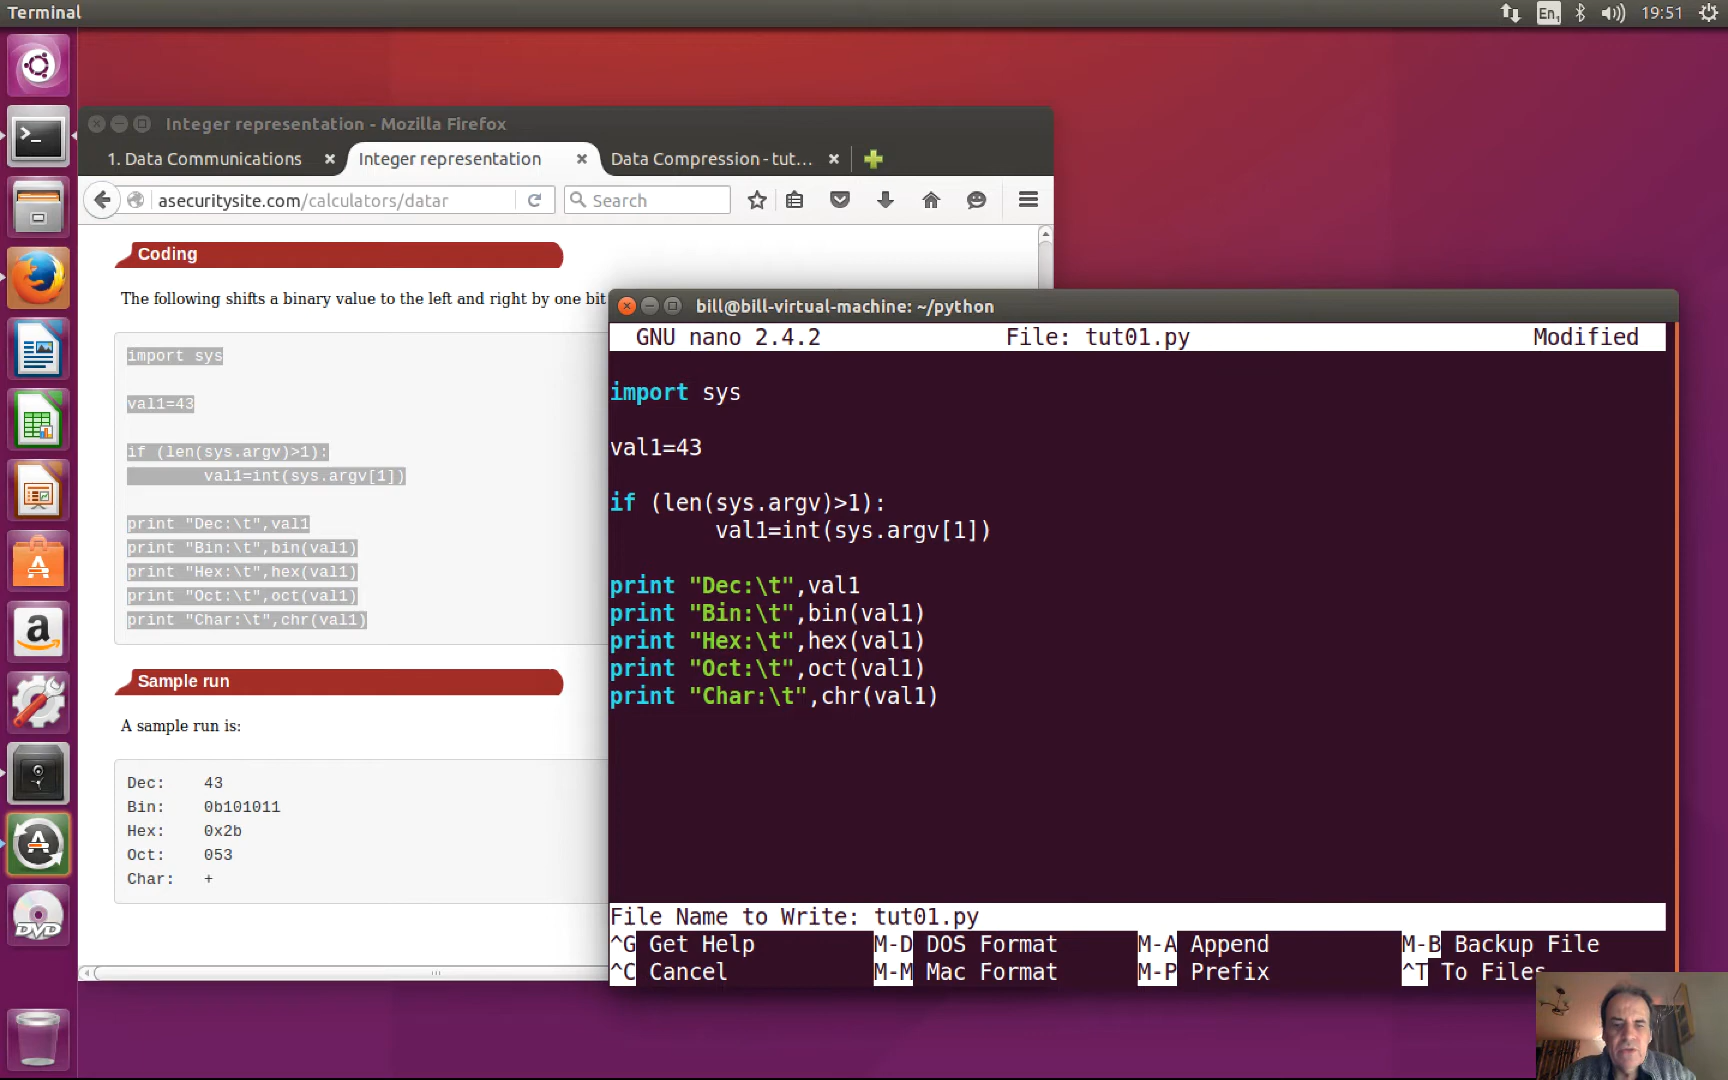 Terminal
En1
19:51
Integer representation - Mozilla Firefox
1. Data Communications
Integer representation
Data Compression - tut...
asecuritysite.com/calculators/datar
Search
Coding
The following shifts a binary value to the left and right by one bit
import sys
val1=43
if (len(sys.argv)>1):
val1=int(sys.argv[1])
print "Dec:\t",val1
print "Bin:\t",bin(val1)
print "Hex:\t",hex(val1)
print "Oct:\t",oct(val1)
print "Char:\t",chr(val1)
Sample run
A sample run is:
Dec: 43
Bin: 0b101011
Hex: 0x2b
Oct: 053
Char: +
bill@bill-virtual-machine: ~/python
GNU nano 2.4.2 File: tut01.py Modified
import sys
val1=43
if (len(sys.argv)>1):
val1=int(sys.argv[1])
print "Dec:\t",val1
print "Bin:\t",bin(val1)
print "Hex:\t",hex(val1)
print "Oct:\t",oct(val1)
print "Char:\t",chr(val1)
File Name to Write: tut01.py
^G Get Help M-D DOS Format M-A Append M-B Backup File
^C Cancel M-M Mac Format M-P Prefix ^T To Files
a
DVD